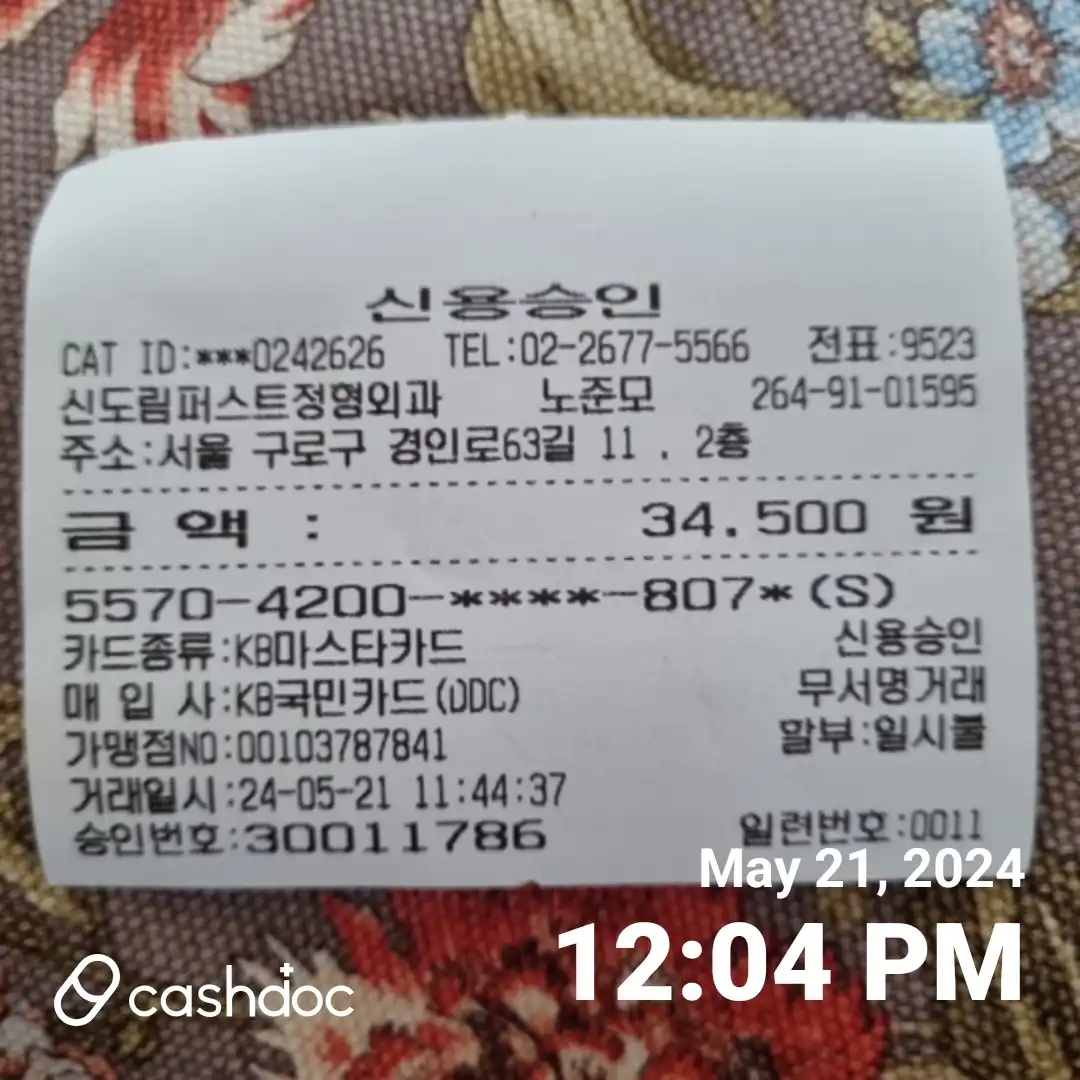 신용승인
CAT ID:***0242626 TEL:02-2677-5566 전표:9523
신도림퍼스트정형외과 노준모 264-91-01595
주소:서울 구로구 경인로63길 11 . 2층
금 액 : 34.500 원
5570-4200-****-807*(S)
카드종류:KB마스타카드 신용승인
매 입 사:KB국민카드(DDC) 무서명거래
가맹점NO:00103787841 할부:일시불
거래일시:24-05-21 11:44:37
승인번호:30011786 일련번호:0011
May 21, 2024
12:04 PM
cashdoc